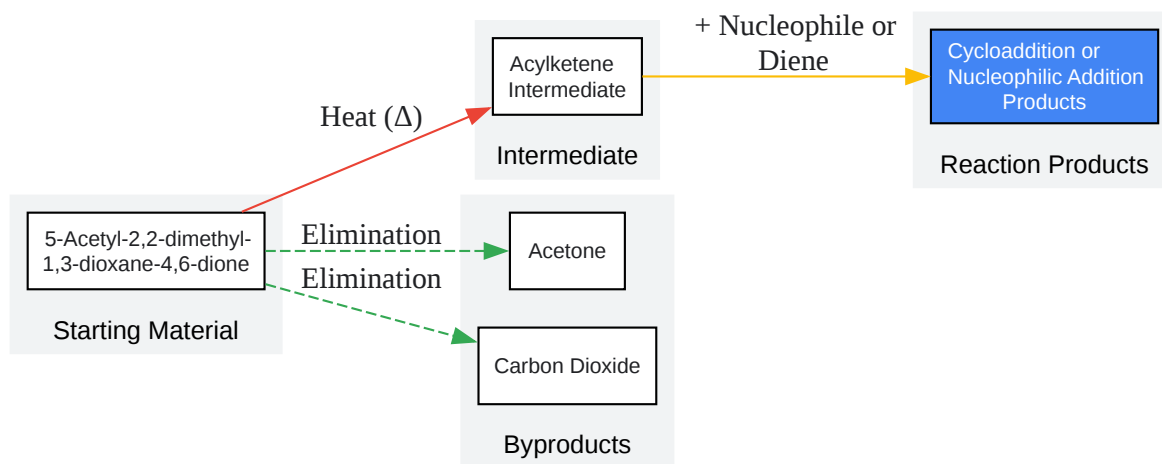 + Nucleophile or
Diene
Acylketene
Intermediate
Cycloaddition or
Nucleophilic Addition
Products
Heat (Δ)
Intermediate
Reaction Products
5-Acetyl-2,2-dimethyl-
1,3-dioxane-4,6-dione
Starting Material
Elimination
Elimination
Acetone
Carbon Dioxide
Byproducts